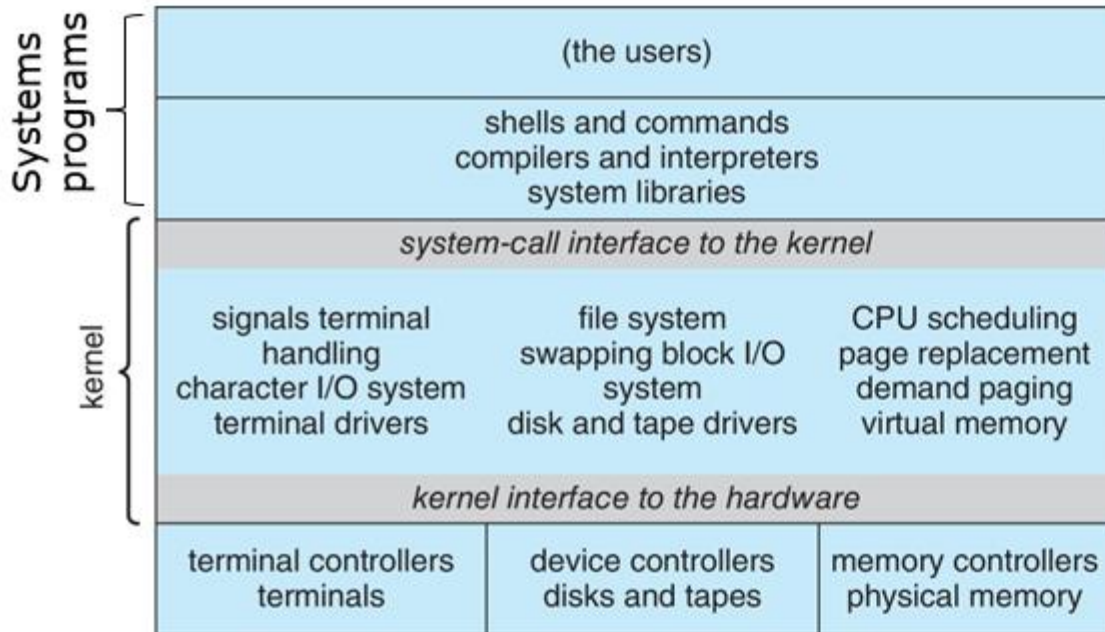 Systems
programs
(the users)
shells and commands
compilers and interpreters
system libraries
kernel
system-call interface to the kernel
signals terminal
handling
character I/O system
terminal drivers
file system
swapping block I/O
system
disk and tape drivers
CPU scheduling
page replacement
demand paging
virtual memory
kernel interface to the hardware
terminal controllers
terminals
device controllers
disks and tapes
memory controllers
physical memory